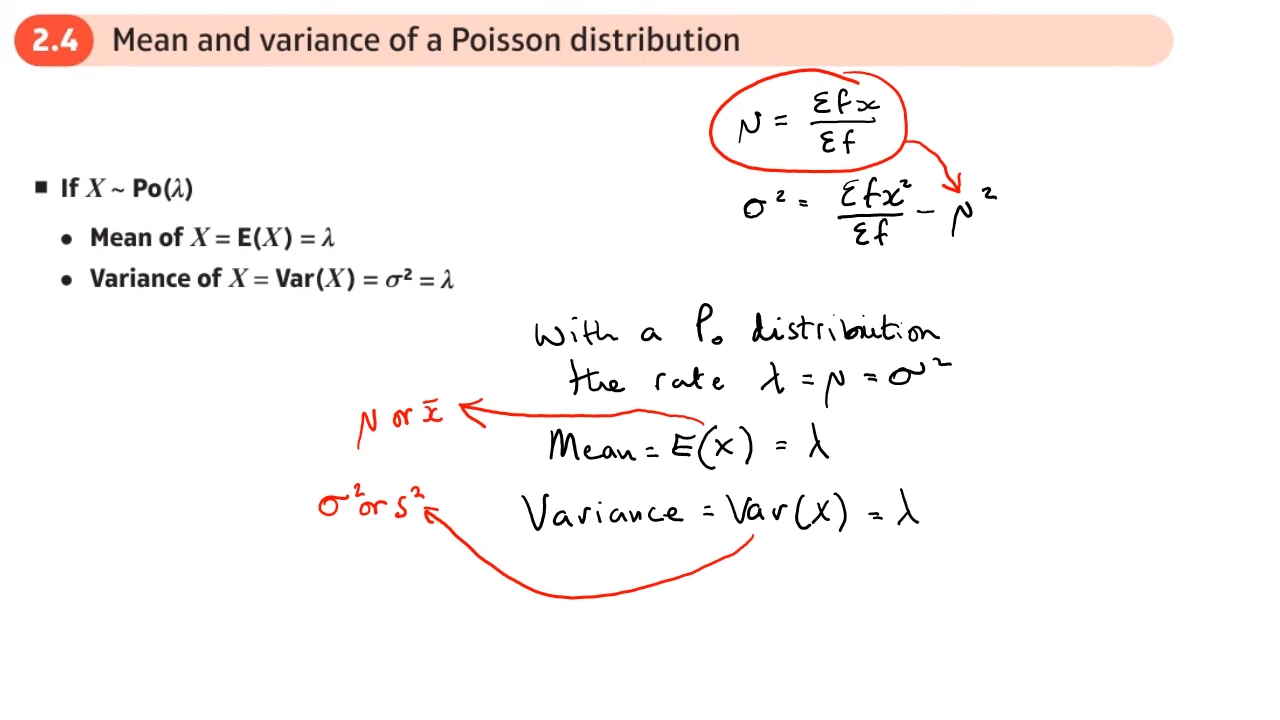 2.4 Mean and variance of a Poisson distribution
μ = Σfx / Σf
■ If X ~ Po(λ)
σ² = Σfx² / Σf − μ²
• Mean of X = E(X) = λ
• Variance of X = Var(X) = σ² = λ
With a Po distribution
the rate λ = μ = σ²
μ or x̄
Mean = E(X) = λ
σ² or s²
Variance = Var(X) = λ